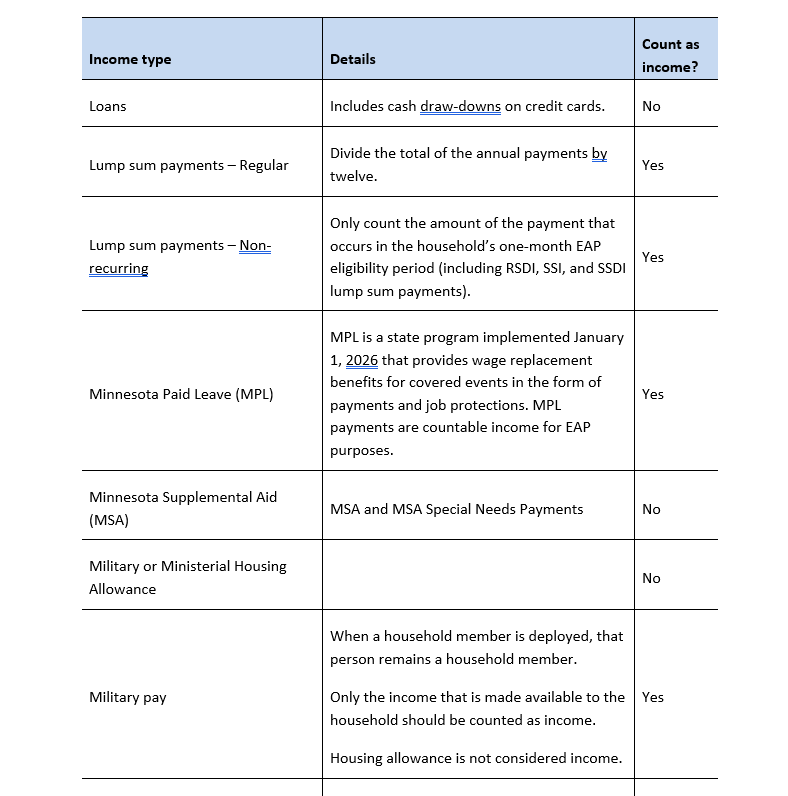 Income type
Details
Count as
income?
Loans
Includes cash draw-downs on credit cards.
No
Lump sum payments – Regular
Divide the total of the annual payments by
twelve.
Yes
Lump sum payments – Non-
recurring
Only count the amount of the payment that
occurs in the household’s one-month EAP
eligibility period (including RSDI, SSI, and SSDI
lump sum payments).
Yes
Minnesota Paid Leave (MPL)
MPL is a state program implemented January
1, 2026 that provides wage replacement
benefits for covered events in the form of
payments and job protections. MPL
payments are countable income for EAP
purposes.
Yes
Minnesota Supplemental Aid
(MSA)
MSA and MSA Special Needs Payments
No
Military or Ministerial Housing
Allowance
No
Military pay
When a household member is deployed, that
person remains a household member.
Only the income that is made available to the
household should be counted as income.
Housing allowance is not considered income.
Yes